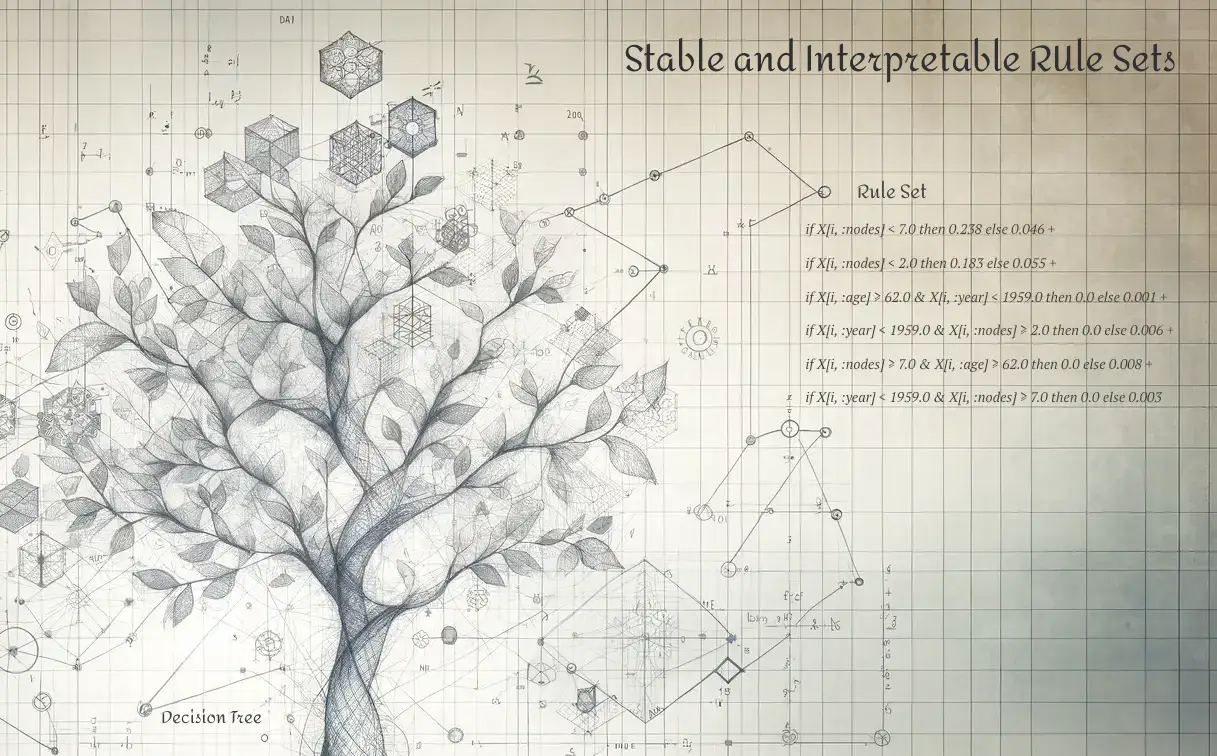 DAI
Stable and Interpretable RUle Sets
200
Rule Set
if X[i, :nodes] < 7.0 then 0.238 else 0.046 +
if X[i, :nodes] < 2.0 then 0.183 else 0.055 +
if X[i, :age] ≥ 62.0 & X[i, :year] < 1959.0 then 0.0 else 0.001 +
if X[i, :year] < 1959.0 & X[i, :nodes] ≥ 2.0 then 0.0 else 0.006 +
if X[i, :nodes] ≥ 7.0 & X[i, :age] ≥ 62.0 then 0.0 else 0.008 +
if X[i, :year] < 1959.0 & X[i, :nodes] ≥ 7.0 then 0.0 else 0.003
Decision Tree